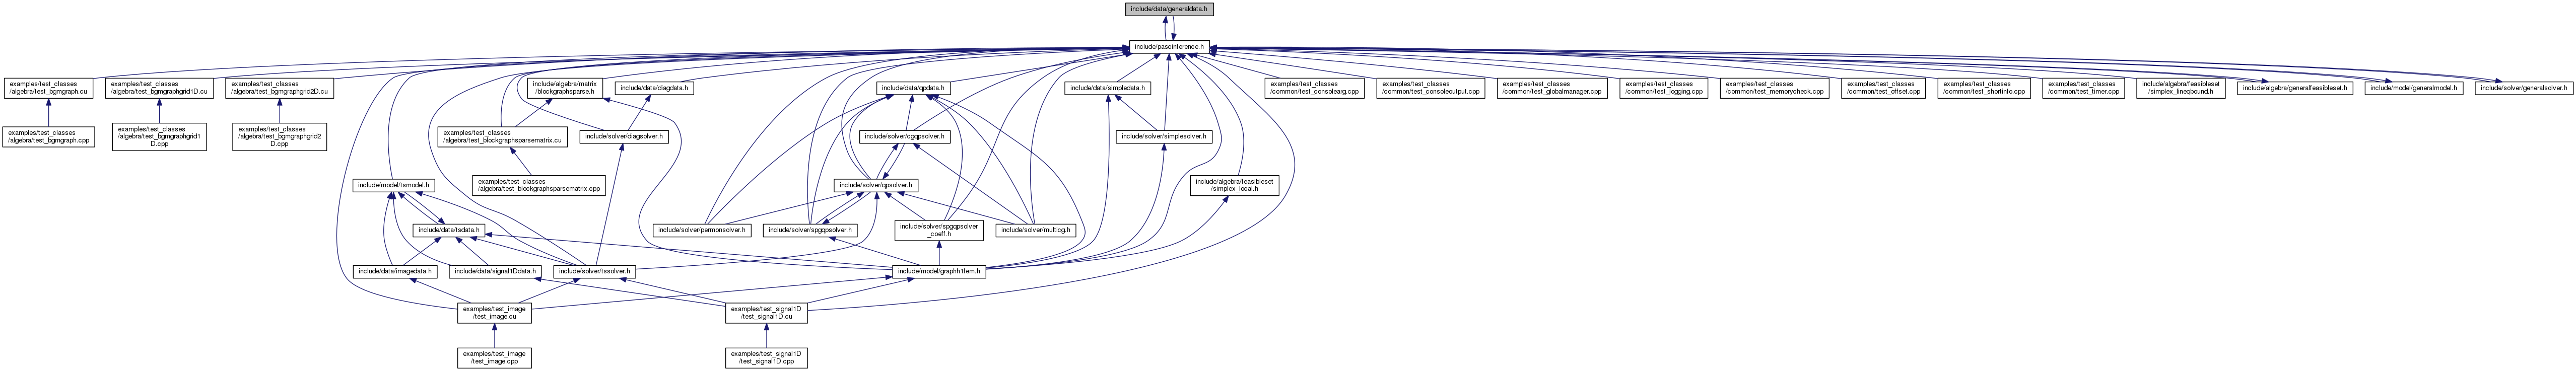 include/data/generaldata.h
include/pascinference.h
examples/test_classes
/algebra/test_bgmgraph.cu
examples/test_classes
/algebra/test_bgmgraphgrid1D.cu
examples/test_classes
/algebra/test_bgmgraphgrid2D.cu
include/algebra/matrix
/blockgraphsparse.h
include/data/diagdata.h
include/data/qpdata.h
include/data/simpledata.h
examples/test_classes
/common/test_consolearg.cpp
examples/test_classes
/common/test_consoleoutput.cpp
examples/test_classes
/common/test_globalmanager.cpp
examples/test_classes
/common/test_logging.cpp
examples/test_classes
/common/test_memorycheck.cpp
examples/test_classes
/common/test_offset.cpp
examples/test_classes
/common/test_shortinfo.cpp
examples/test_classes
/common/test_timer.cpp
include/algebra/feasibleset
/simplex_lineqbound.h
include/algebra/generalfeasibleset.h
include/model/generalmodel.h
include/solver/generalsolver.h
examples/test_classes
/algebra/test_bgmgraph.cpp
examples/test_classes
/algebra/test_bgmgraphgrid1
D.cpp
examples/test_classes
/algebra/test_bgmgraphgrid2
D.cpp
examples/test_classes
/algebra/test_blockgraphsparsematrix.cu
include/solver/diagsolver.h
include/solver/cgqpsolver.h
include/solver/simplesolver.h
include/model/tsmodel.h
examples/test_classes
/algebra/test_blockgraphsparsematrix.cpp
include/solver/qpsolver.h
include/algebra/feasibleset
/simplex_local.h
include/data/tsdata.h
include/solver/permonsolver.h
include/solver/spgqpsolver.h
include/solver/spgqpsolver
_coeff.h
include/solver/multicg.h
include/data/imagedata.h
include/data/signal1Ddata.h
include/solver/tssolver.h
include/model/graphh1fem.h
examples/test_image
/test_image.cu
examples/test_signal1D
/test_signal1D.cu
examples/test_image
/test_image.cpp
examples/test_signal1D
/test_signal1D.cpp